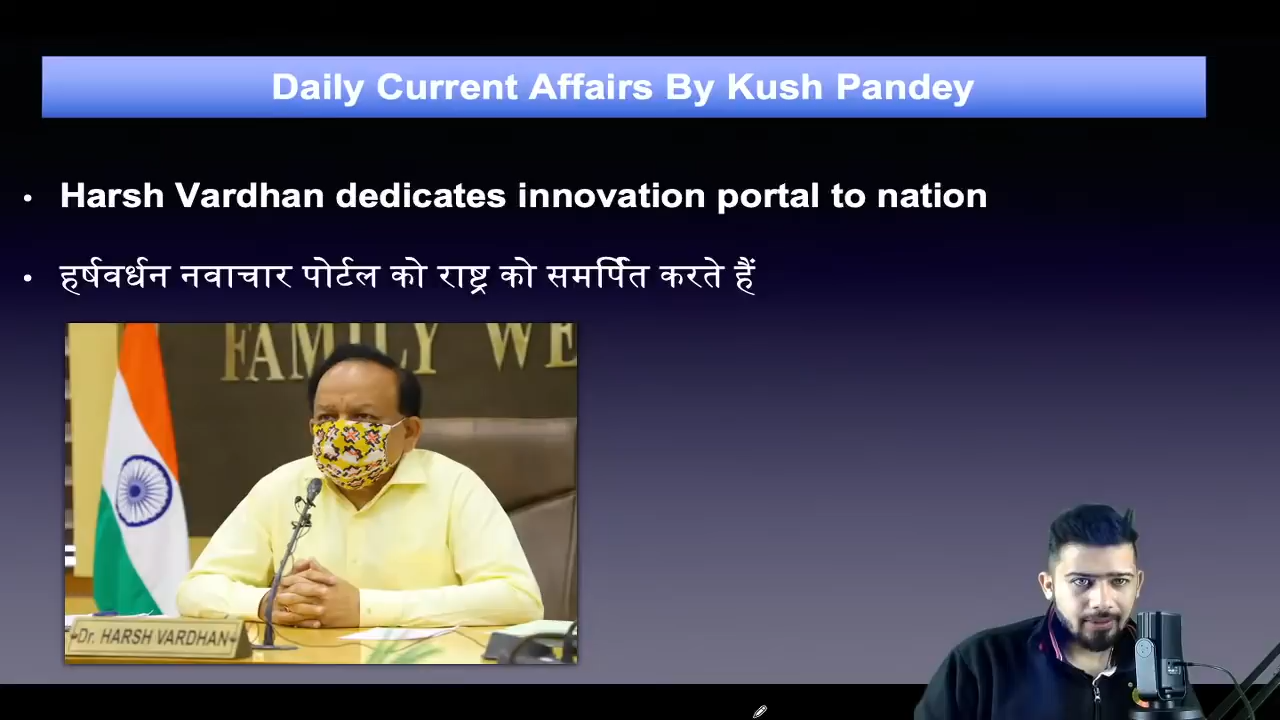 Daily Current Affairs By Kush Pandey
• Harsh Vardhan dedicates innovation portal to nation
• हर्षवर्धन नवाचार पोर्टल को राष्ट्र को समर्पित करते हैं
FAMILY WE
Dr. HARSH VARDHAN